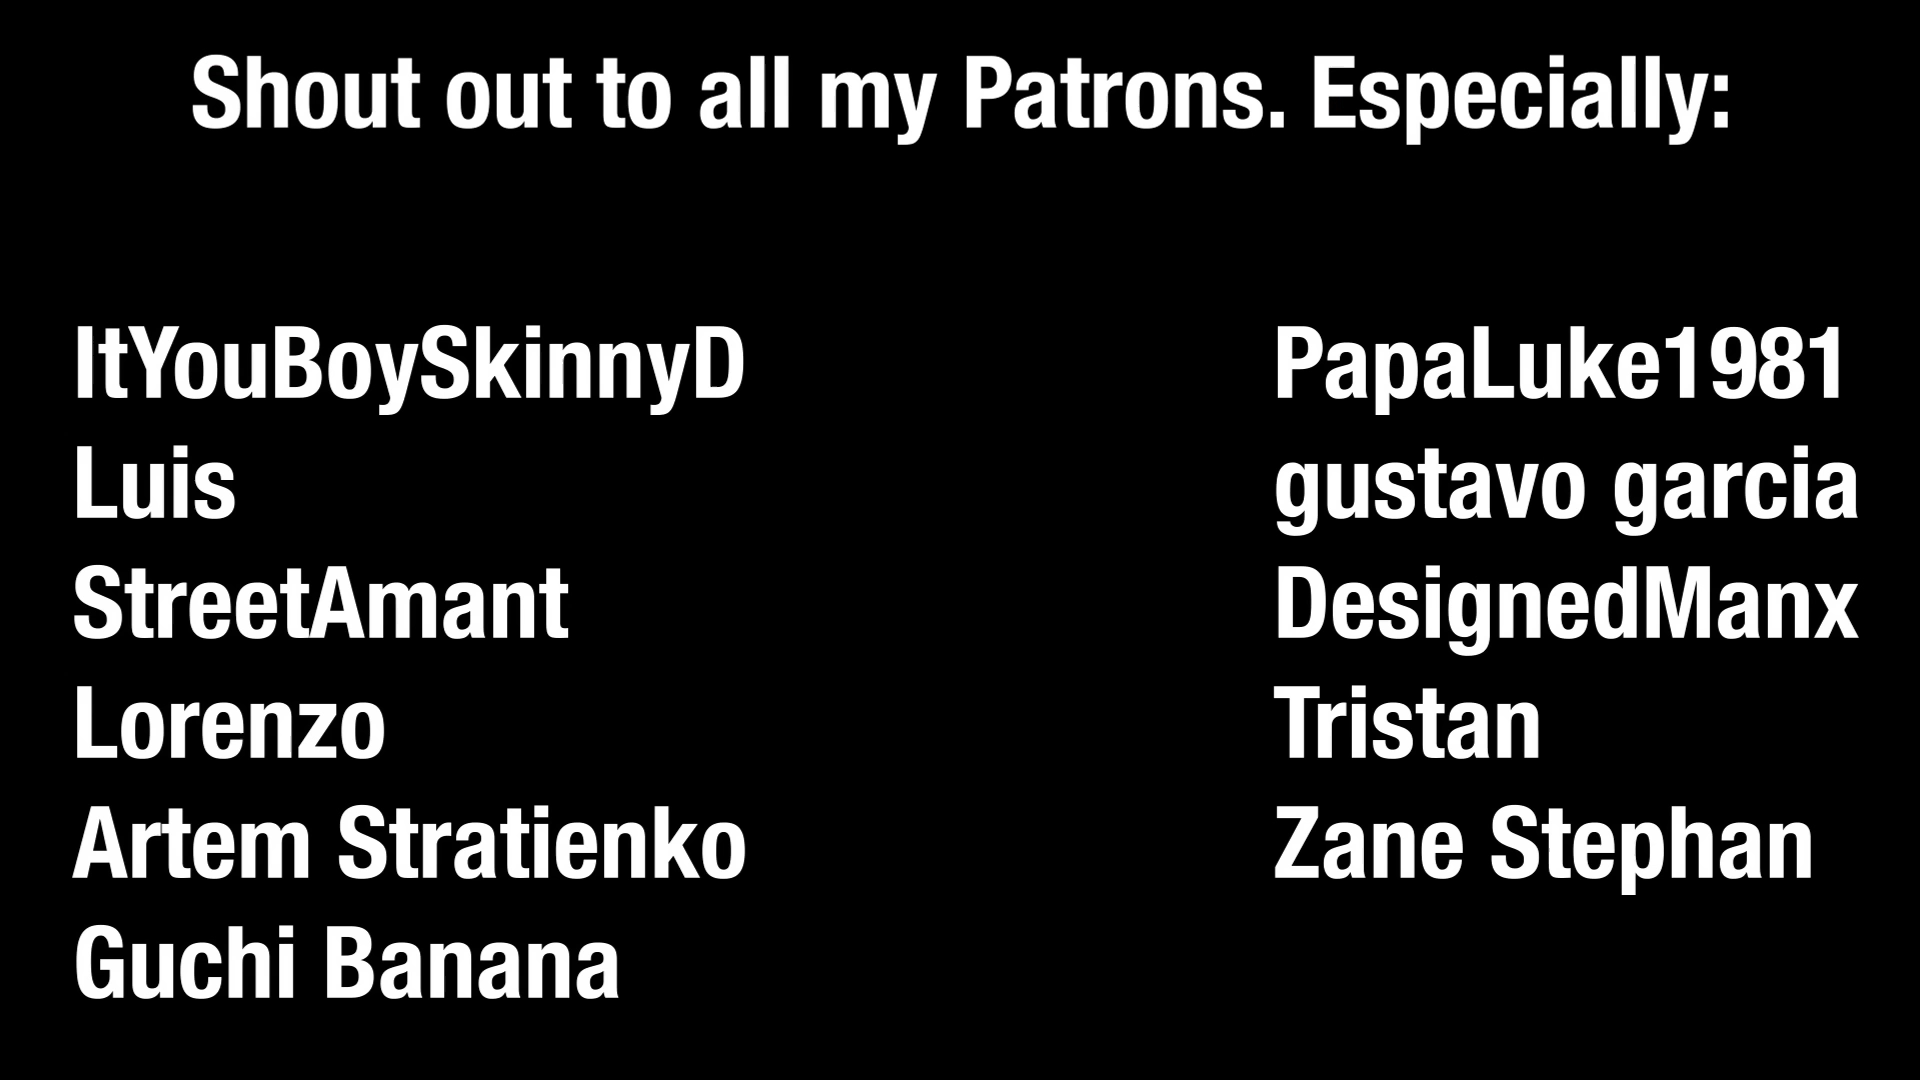 Shout out to all my Patrons. Especially:
ItYouBoySkinnyD
Luis
StreetAmant
Lorenzo
Artem Stratienko
Guchi Banana
PapaLuke1981
gustavo garcia
DesignedManx
Tristan
Zane Stephan